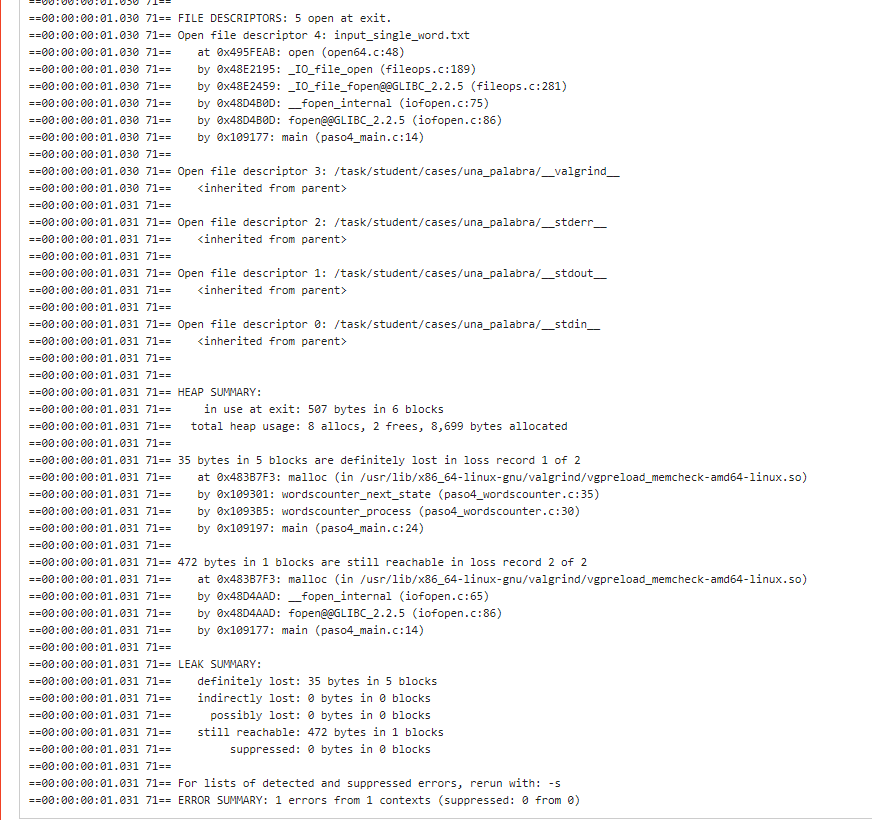 ==00:00:00:01.030 71==
==00:00:00:01.030 71== FILE DESCRIPTORS: 5 open at exit.
==00:00:00:01.030 71== Open file descriptor 4: input_single_word.txt
==00:00:00:01.030 71==    at 0x495FEAB: open (open64.c:48)
==00:00:00:01.030 71==    by 0x48E2195: _IO_file_open (fileops.c:189)
==00:00:00:01.030 71==    by 0x48E2459: _IO_file_fopen@@GLIBC_2.2.5 (fileops.c:281)
==00:00:00:01.030 71==    by 0x48D4B0D: __fopen_internal (iofopen.c:75)
==00:00:00:01.030 71==    by 0x48D4B0D: fopen@@GLIBC_2.2.5 (iofopen.c:86)
==00:00:00:01.030 71==    by 0x109177: main (paso4_main.c:14)
==00:00:00:01.030 71==
==00:00:00:01.030 71== Open file descriptor 3: /task/student/cases/una_palabra/__valgrind__
==00:00:00:01.030 71==    <inherited from parent>
==00:00:00:01.031 71==
==00:00:00:01.031 71== Open file descriptor 2: /task/student/cases/una_palabra/__stderr__
==00:00:00:01.031 71==    <inherited from parent>
==00:00:00:01.031 71==
==00:00:00:01.031 71== Open file descriptor 1: /task/student/cases/una_palabra/__stdout__
==00:00:00:01.031 71==    <inherited from parent>
==00:00:00:01.031 71==
==00:00:00:01.031 71== Open file descriptor 0: /task/student/cases/una_palabra/__stdin__
==00:00:00:01.031 71==    <inherited from parent>
==00:00:00:01.031 71==
==00:00:00:01.031 71==
==00:00:00:01.031 71== HEAP SUMMARY:
==00:00:00:01.031 71==     in use at exit: 507 bytes in 6 blocks
==00:00:00:01.031 71==   total heap usage: 8 allocs, 2 frees, 8,699 bytes allocated
==00:00:00:01.031 71==
==00:00:00:01.031 71== 35 bytes in 5 blocks are definitely lost in loss record 1 of 2
==00:00:00:01.031 71==    at 0x483B7F3: malloc (in /usr/lib/x86_64-linux-gnu/valgrind/vgpreload_memcheck-amd64-linux.so)
==00:00:00:01.031 71==    by 0x109301: wordscounter_next_state (paso4_wordscounter.c:35)
==00:00:00:01.031 71==    by 0x1093B5: wordscounter_process (paso4_wordscounter.c:30)
==00:00:00:01.031 71==    by 0x109197: main (paso4_main.c:24)
==00:00:00:01.031 71==
==00:00:00:01.031 71== 472 bytes in 1 blocks are still reachable in loss record 2 of 2
==00:00:00:01.031 71==    at 0x483B7F3: malloc (in /usr/lib/x86_64-linux-gnu/valgrind/vgpreload_memcheck-amd64-linux.so)
==00:00:00:01.031 71==    by 0x48D4AAD: __fopen_internal (iofopen.c:65)
==00:00:00:01.031 71==    by 0x48D4AAD: fopen@@GLIBC_2.2.5 (iofopen.c:86)
==00:00:00:01.031 71==    by 0x109177: main (paso4_main.c:14)
==00:00:00:01.031 71==
==00:00:00:01.031 71== LEAK SUMMARY:
==00:00:00:01.031 71==    definitely lost: 35 bytes in 5 blocks
==00:00:00:01.031 71==    indirectly lost: 0 bytes in 0 blocks
==00:00:00:01.031 71==      possibly lost: 0 bytes in 0 blocks
==00:00:00:01.031 71==    still reachable: 472 bytes in 1 blocks
==00:00:00:01.031 71==         suppressed: 0 bytes in 0 blocks
==00:00:00:01.031 71==
==00:00:00:01.031 71== For lists of detected and suppressed errors, rerun with: -s
==00:00:00:01.031 71== ERROR SUMMARY: 1 errors from 1 contexts (suppressed: 0 from 0)